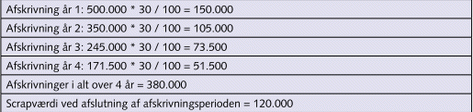 Afskrivning år 1: 500.000 * 30 / 100 = 150.000
Afskrivning år 2: 350.000 * 30 / 100 = 105.000
Afskrivning år 3: 245.000 * 30 / 100 = 73.500
Afskrivning år 4: 171.500 * 30 / 100 = 51.500
Afskrivninger i alt over 4 år = 380.000
Scrapværdi ved afslutning af afskrivningsperioden = 120.000